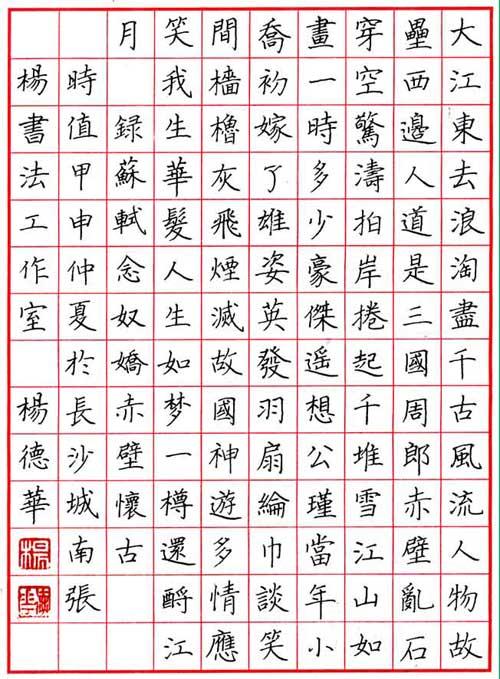 大江東去浪淘盡千古風流人物故
壘西邊人道是三國周郎赤壁亂石
穿空驚濤拍岸捲起千堆雪江山如
畫一時多少豪傑遥想公瑾當年小
喬初嫁了雄姿英發羽扇綸巾談笑
間檣櫓灰飛煙滅故國神遊多情應
笑我生華髮人生如梦一樽還酹江
月 錄蘇軾念奴嬌赤壁懷古
時值甲申仲夏於長沙城南張
楊書法工作室 楊德華